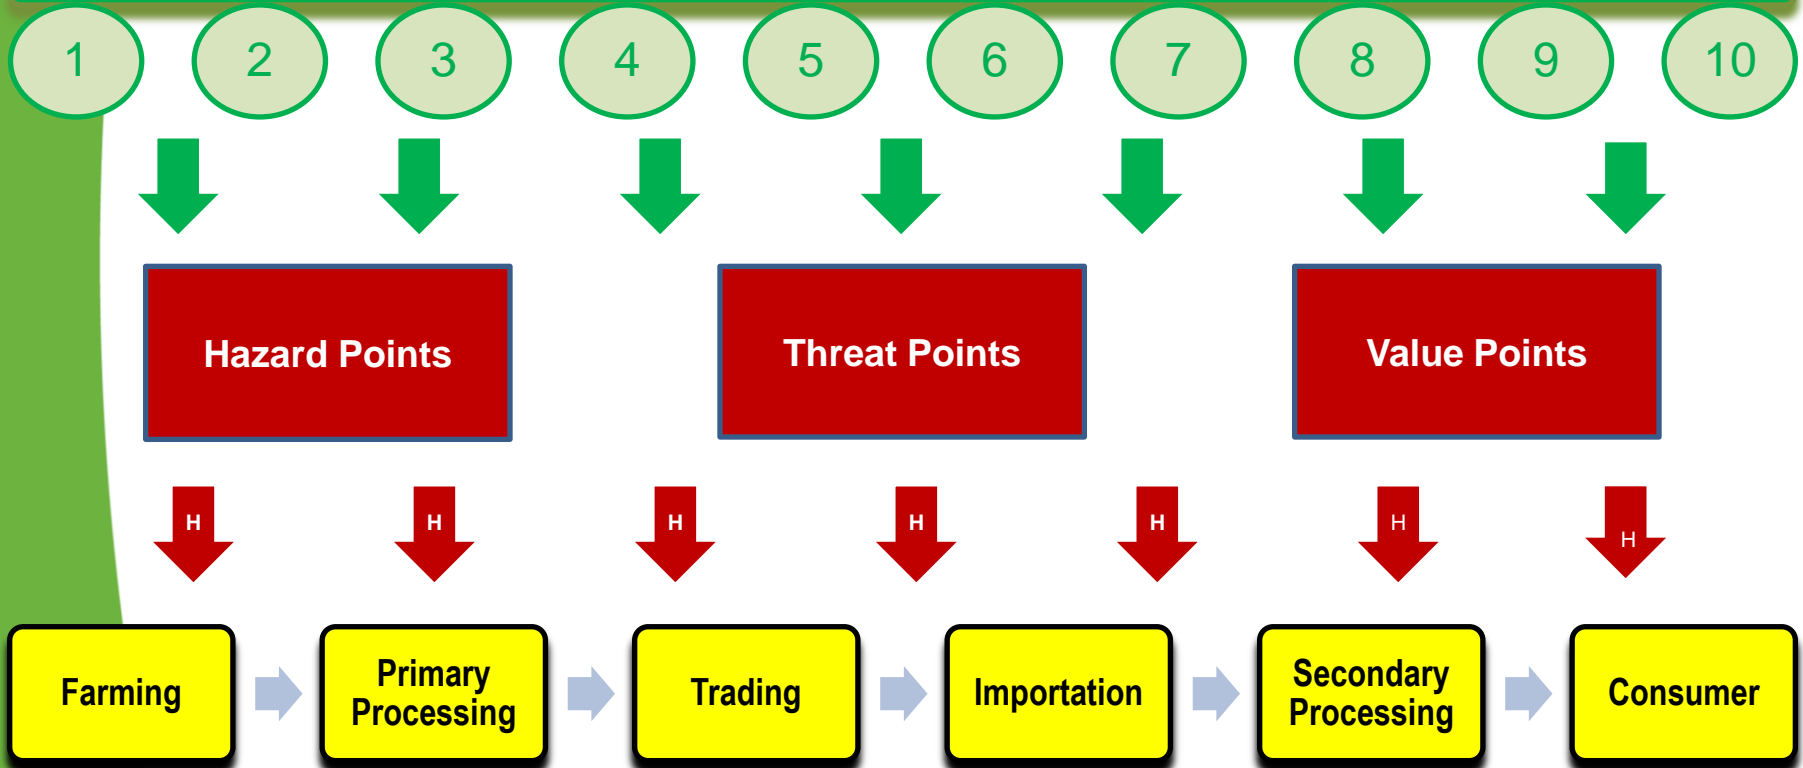 1
2
3
4
5
6
7
8
9
10
Hazard Points
Threat Points
Value Points
H
H
H
H
H
H
H
Farming
Primary
Processing
Trading
Importation
Secondary
Processing
Consumer